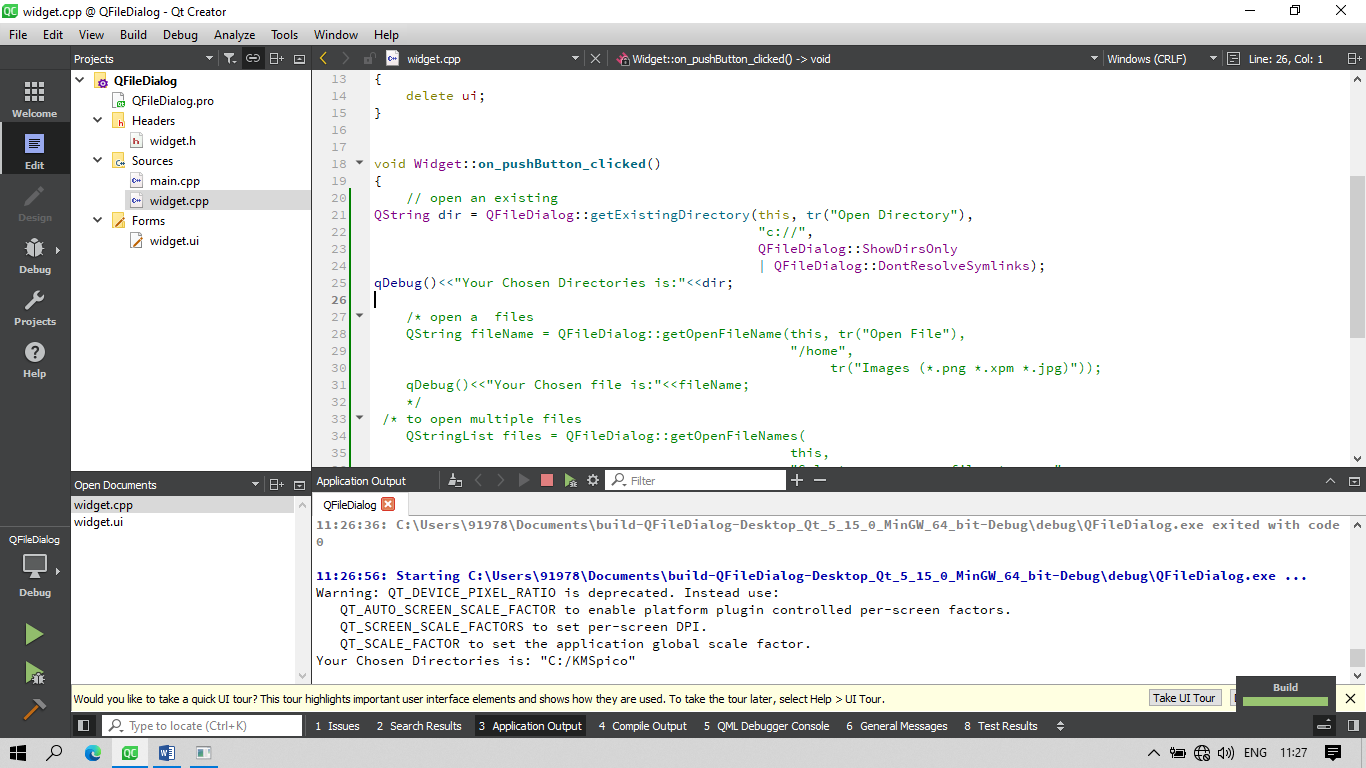 widget.cpp @ QFileDialog - Qt Creator
File Edit View Build Debug Analyze Tools Window Help
Projects
widget.cpp
Widget::on_pushButton_clicked() -> void
Windows (CRLF)
Line: 26, Col: 1
Welcome
Edit
Design
Debug
Projects
Help
QFileDialog
QFileDialog.pro
Headers
widget.h
Sources
main.cpp
widget.cpp
Forms
widget.ui
13 {
14 delete ui;
15 }
16
17
18 void Widget::on_pushButton_clicked()
19 {
20 // open an existing
21 QString dir = QFileDialog::getExistingDirectory(this, tr("Open Directory"),
22 "c://",
23 QFileDialog::ShowDirsOnly
24 | QFileDialog::DontResolveSymlinks);
25 qDebug()<<"Your Chosen Directories is:"<<dir;
26
27 /* open a  files
28 QString fileName = QFileDialog::getOpenFileName(this, tr("Open File"),
29 "/home",
30 tr("Images (*.png *.xpm *.jpg)"));
31 qDebug()<<"Your Chosen file is:"<<fileName;
32 */
33 /* to open multiple files
34 QStringList files = QFileDialog::getOpenFileNames(
35 this,
Open Documents
widget.cpp
widget.ui
Application Output
Filter
QFileDialog
11:26:36: C:\Users\91978\Documents\build-QFileDialog-Desktop_Qt_5_15_0_MinGW_64_bit-Debug\debug\QFileDialog.exe exited with code
0
11:26:56: Starting C:\Users\91978\Documents\build-QFileDialog-Desktop_Qt_5_15_0_MinGW_64_bit-Debug\debug\QFileDialog.exe ...
Warning: QT_DEVICE_PIXEL_RATIO is deprecated. Instead use:
QT_AUTO_SCREEN_SCALE_FACTOR to enable platform plugin controlled per-screen factors.
QT_SCREEN_SCALE_FACTORS to set per-screen DPI.
QT_SCALE_FACTOR to set the application global scale factor.
Your Chosen Directories is: "C:/KMSpico"
QFileDialog
Debug
Would you like to take a quick UI tour? This tour highlights important user interface elements and shows how they are used. To take the tour later, select Help > UI Tour.
Take UI Tour
Build
Type to locate (Ctrl+K)
1 Issues 2 Search Results 3 Application Output 4 Compile Output 5 QML Debugger Console 6 General Messages 8 Test Results
ENG 11:27